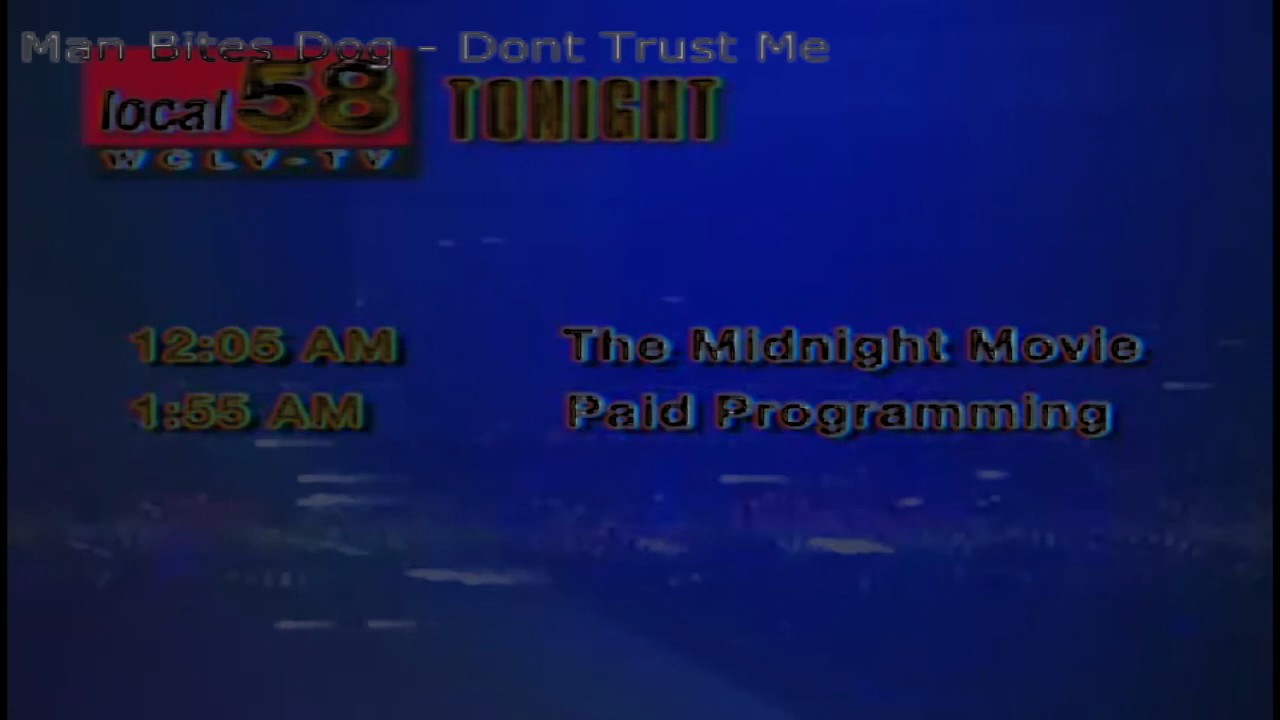 Man Bites Dog - Dont Trust Me
local 58 TONIGHT
WCLV-TV
12:05 AM The Midnight Movie
1:55 AM Paid Programming